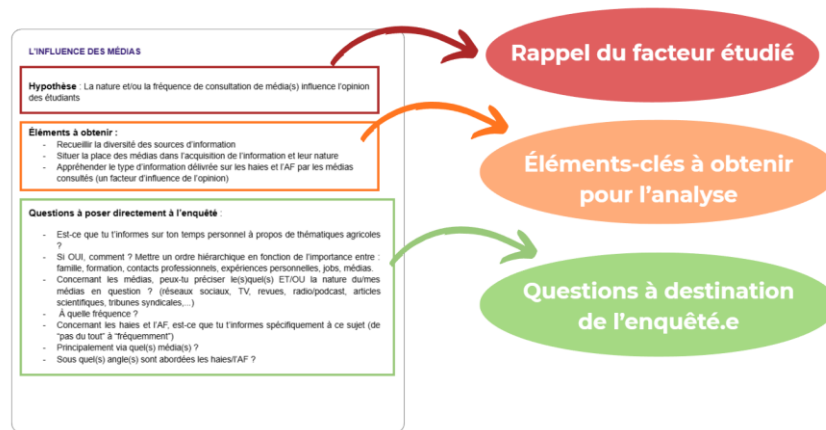 L'INFLUENCE DES MÉDIAS
Hypothèse : La nature et/ou la fréquence de consultation de média(s) influence l'opinion
des étudiants
Éléments à obtenir :
- Recueillir la diversité des sources d'information
- Situer la place des médias dans l'acquisition de l'information et leur nature
- Appréhender le type d'information délivrée sur les haies et l'AF par les médias
consultés (un facteur d'influence de l'opinion)
Questions à poser directement à l'enquêté :
- Est-ce que tu t'informes sur ton temps personnel à propos de thématiques agricoles
?
- Si OUI, comment ? Mettre un ordre hiérarchique en fonction de l'importance entre :
famille, formation, contacts professionnels, expériences personnelles, jobs, médias.
- Concernant les médias, peux-tu préciser le(s)quel(s) ET/OU la nature du/mes
médias en question ? (réseaux sociaux, TV, revues, radio/podcast, articles
scientifiques, tribunes syndicales,...)
- À quelle fréquence ?
- Concernant les haies et l'AF, est-ce que tu t'informes spécifiquement à ce sujet (de
"pas du tout" à "fréquemment")
- Principalement via quel(s) média(s) ?
- Sous quel(s) angle(s) sont abordées les haies/l'AF ?
Rappel du facteur étudié
Éléments-clés à obtenir
pour l'analyse
Questions à destination
de l'enquêté.e